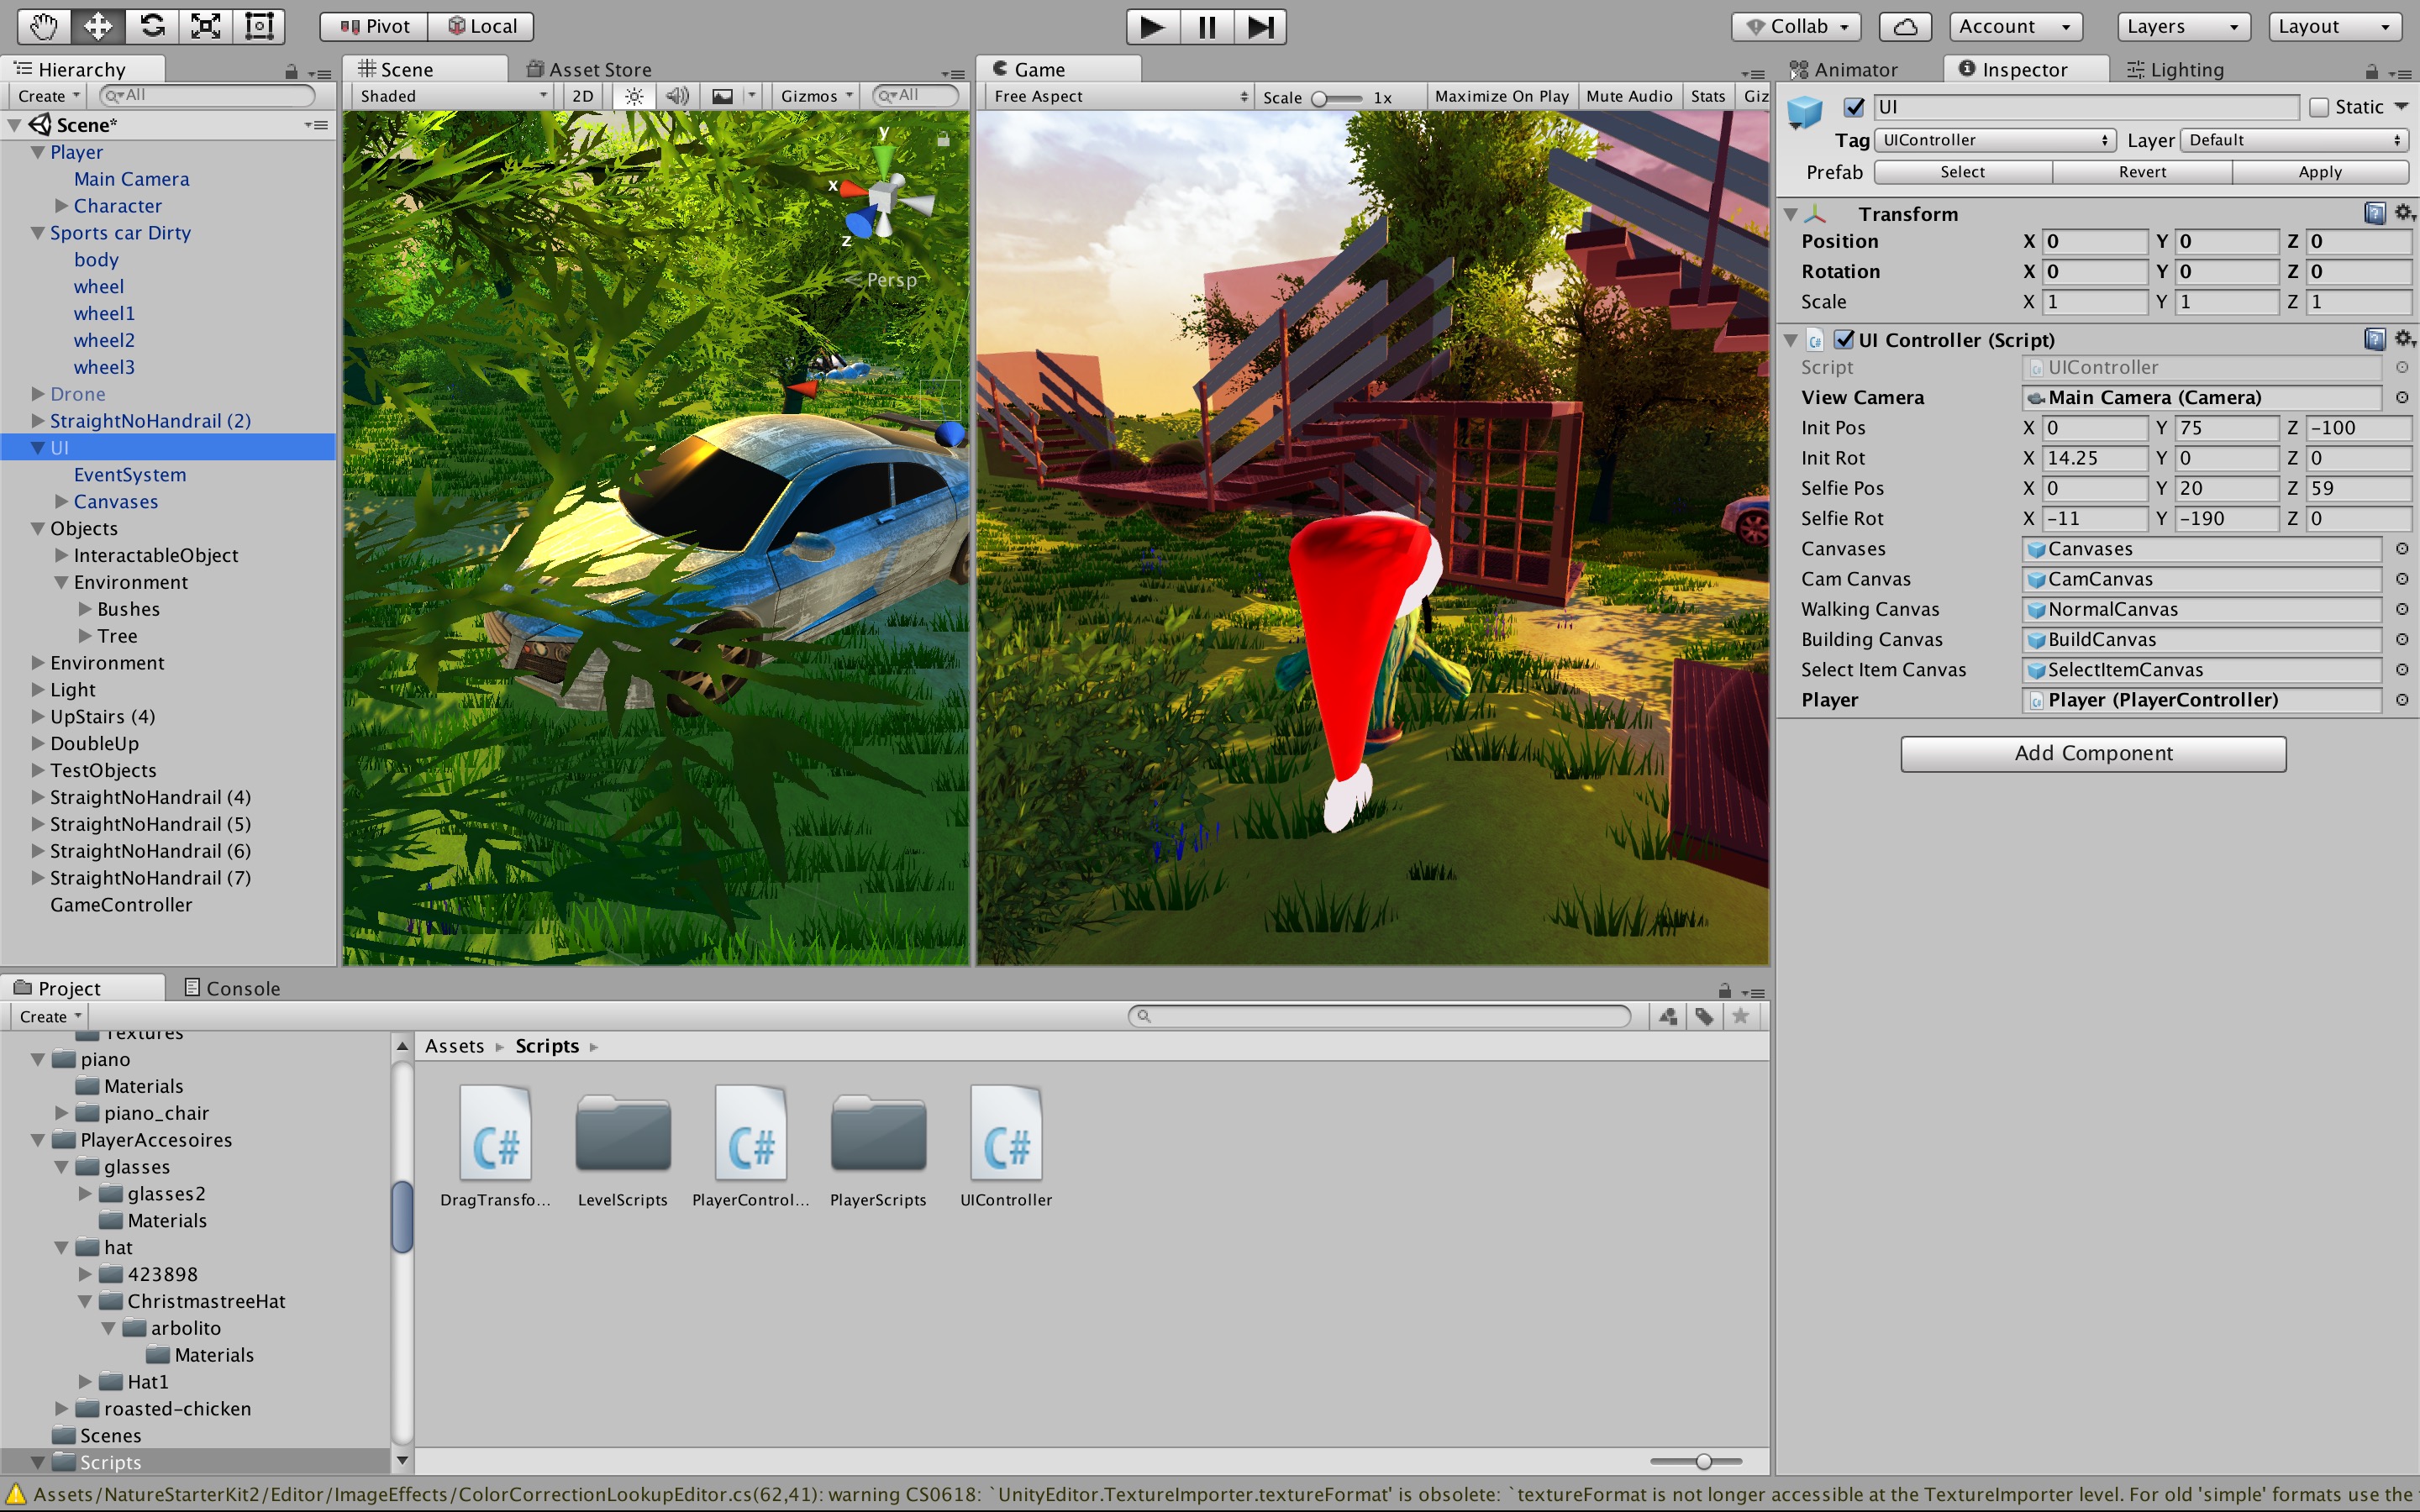 Pivot Local Collab Account Layers Layout
Hierarchy
Create All
Scene*
Player
Main Camera
Character
Sports car Dirty
body
wheel
wheel1
wheel2
wheel3
Drone
StraightNoHandrail (2)
UI
EventSystem
Canvases
Objects
InteractableObject
Environment
Bushes
Tree
Environment
Light
UpStairs (4)
DoubleUp
TestObjects
StraightNoHandrail (4)
StraightNoHandrail (5)
StraightNoHandrail (6)
StraightNoHandrail (7)
GameController
Scene Asset Store
Shaded 2D Gizmos All
y
x
z
Persp
Game
Free Aspect Scale 1x Maximize On Play Mute Audio Stats Giz
Animator Inspector Lighting
UI Static
Tag UIController Layer Default
Prefab Select Revert Apply
Transform
Position X 0 Y 0 Z 0
Rotation X 0 Y 0 Z 0
Scale X 1 Y 1 Z 1
C# UI Controller (Script)
Script UIController
View Camera Main Camera (Camera)
Init Pos X 0 Y 75 Z -100
Init Rot X 14.25 Y 0 Z 0
Selfie Pos X 0 Y 20 Z 59
Selfie Rot X -11 Y -190 Z 0
Canvases Canvases
Cam Canvas CamCanvas
Walking Canvas NormalCanvas
Building Canvas BuildCanvas
Select Item Canvas SelectItemCanvas
Player Player (PlayerController)
Add Component
Project Console
Create
Textures
piano
Materials
piano_chair
PlayerAccesoires
glasses
glasses2
Materials
hat
423898
ChristmastreeHat
arbolito
Materials
Hat1
roasted-chicken
Scenes
Scripts
Assets Scripts
C# C# C#
DragTransfo... LevelScripts PlayerControl... PlayerScripts UIController
Assets/NatureStarterKit2/Editor/ImageEffects/ColorCorrectionLookupEditor.cs(62,41): warning CS0618: `UnityEditor.TextureImporter.textureFormat' is obsolete: `textureFormat is not longer accessible at the TextureImporter level. For old 'simple' formats use the